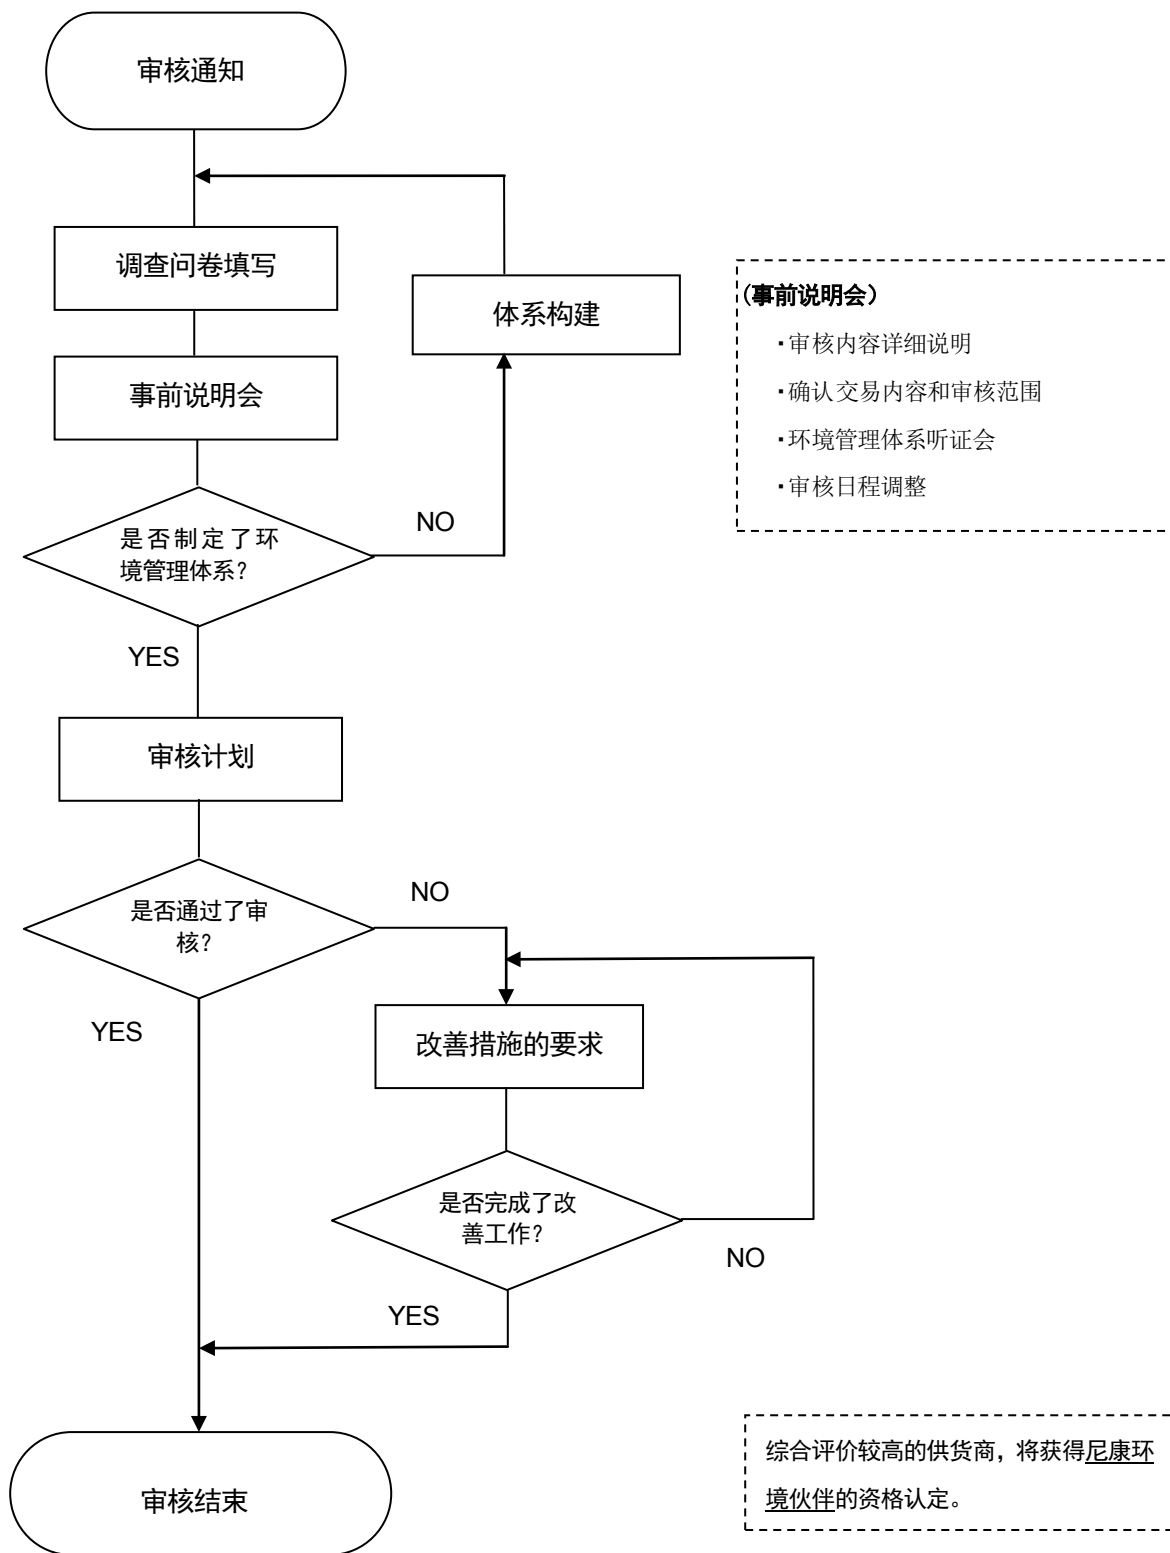 审核通知
调查问卷填写
体系构建
(事前说明会)
・审核内容详细说明
・确认交易内容和审核范围
・环境管理体系听证会
・审核日程调整
事前说明会
是否制定了环
境管理体系？
NO
YES
审核计划
是否通过了审
核？
NO
YES
改善措施的要求
是否完成了改
善工作？
NO
YES
审核结束
综合评价较高的供货商，将获得尼康环
境伙伴的资格认定。